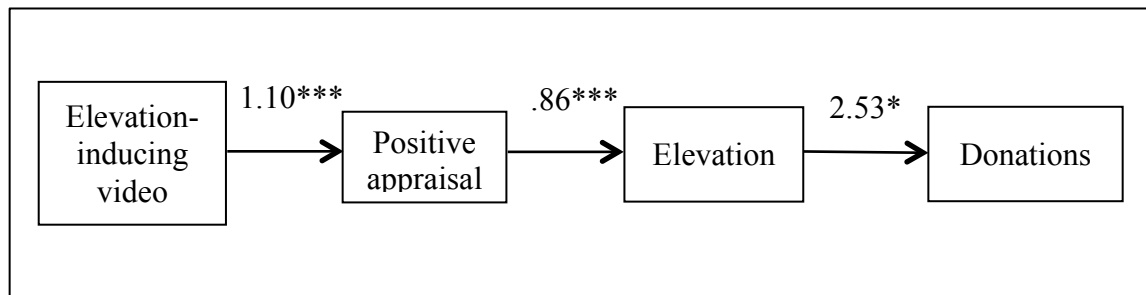 1.10***
.86***
2.53*
Elevation-
inducing
video
Positive
appraisal
Elevation
Donations